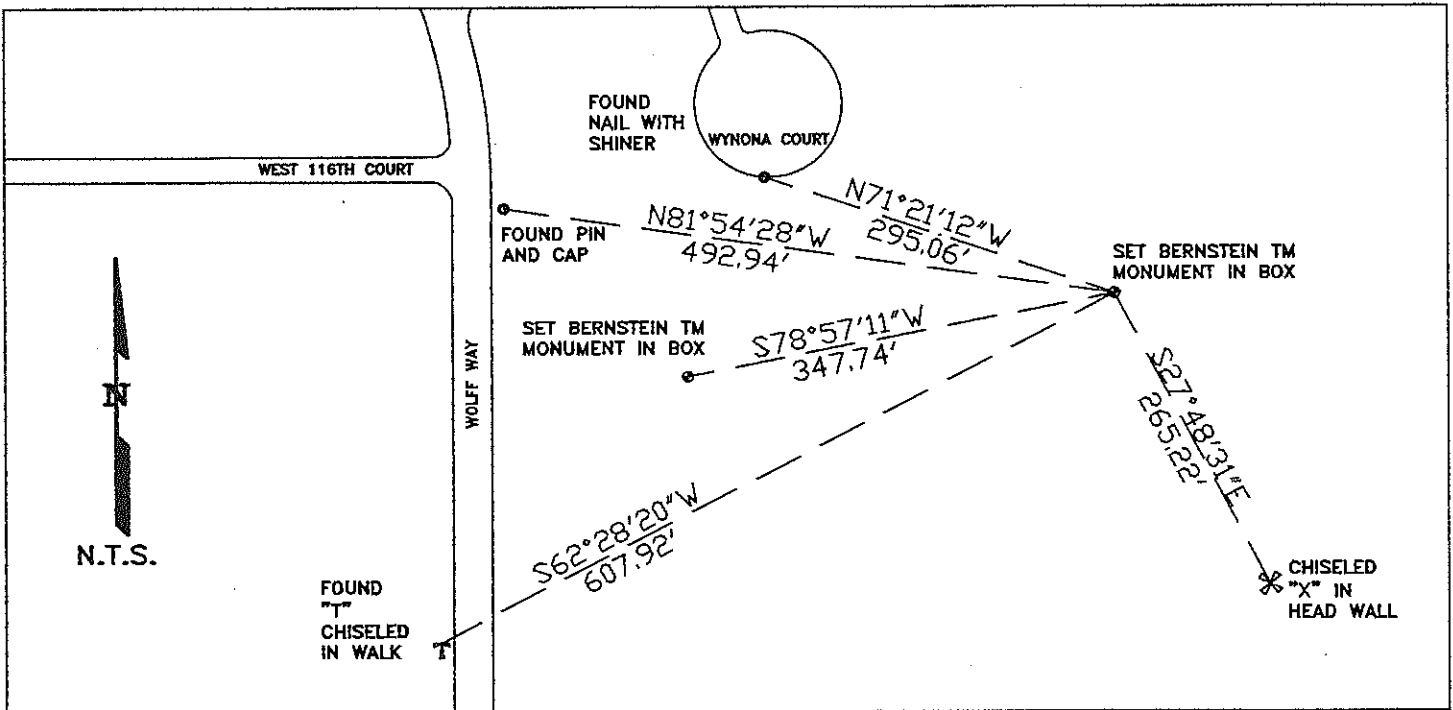 FOUND
NAIL WITH
SHINER
WYNONA COURT
WEST 116TH COURT
N71°21'12"W
295.06'
N81°54'28"W
492.94'
FOUND PIN
AND CAP
SET BERNSTEIN TM
MONUMENT IN BOX
SET BERNSTEIN TM
MONUMENT IN BOX
S78°57'11"W
347.74'
WOLFF WAY
N
N.T.S.
S27°48'31"E
265.22'
S62°28'20"W
607.92'
FOUND
"T"
CHISELED
IN WALK
T
CHISELED
"X" IN
HEAD WALL